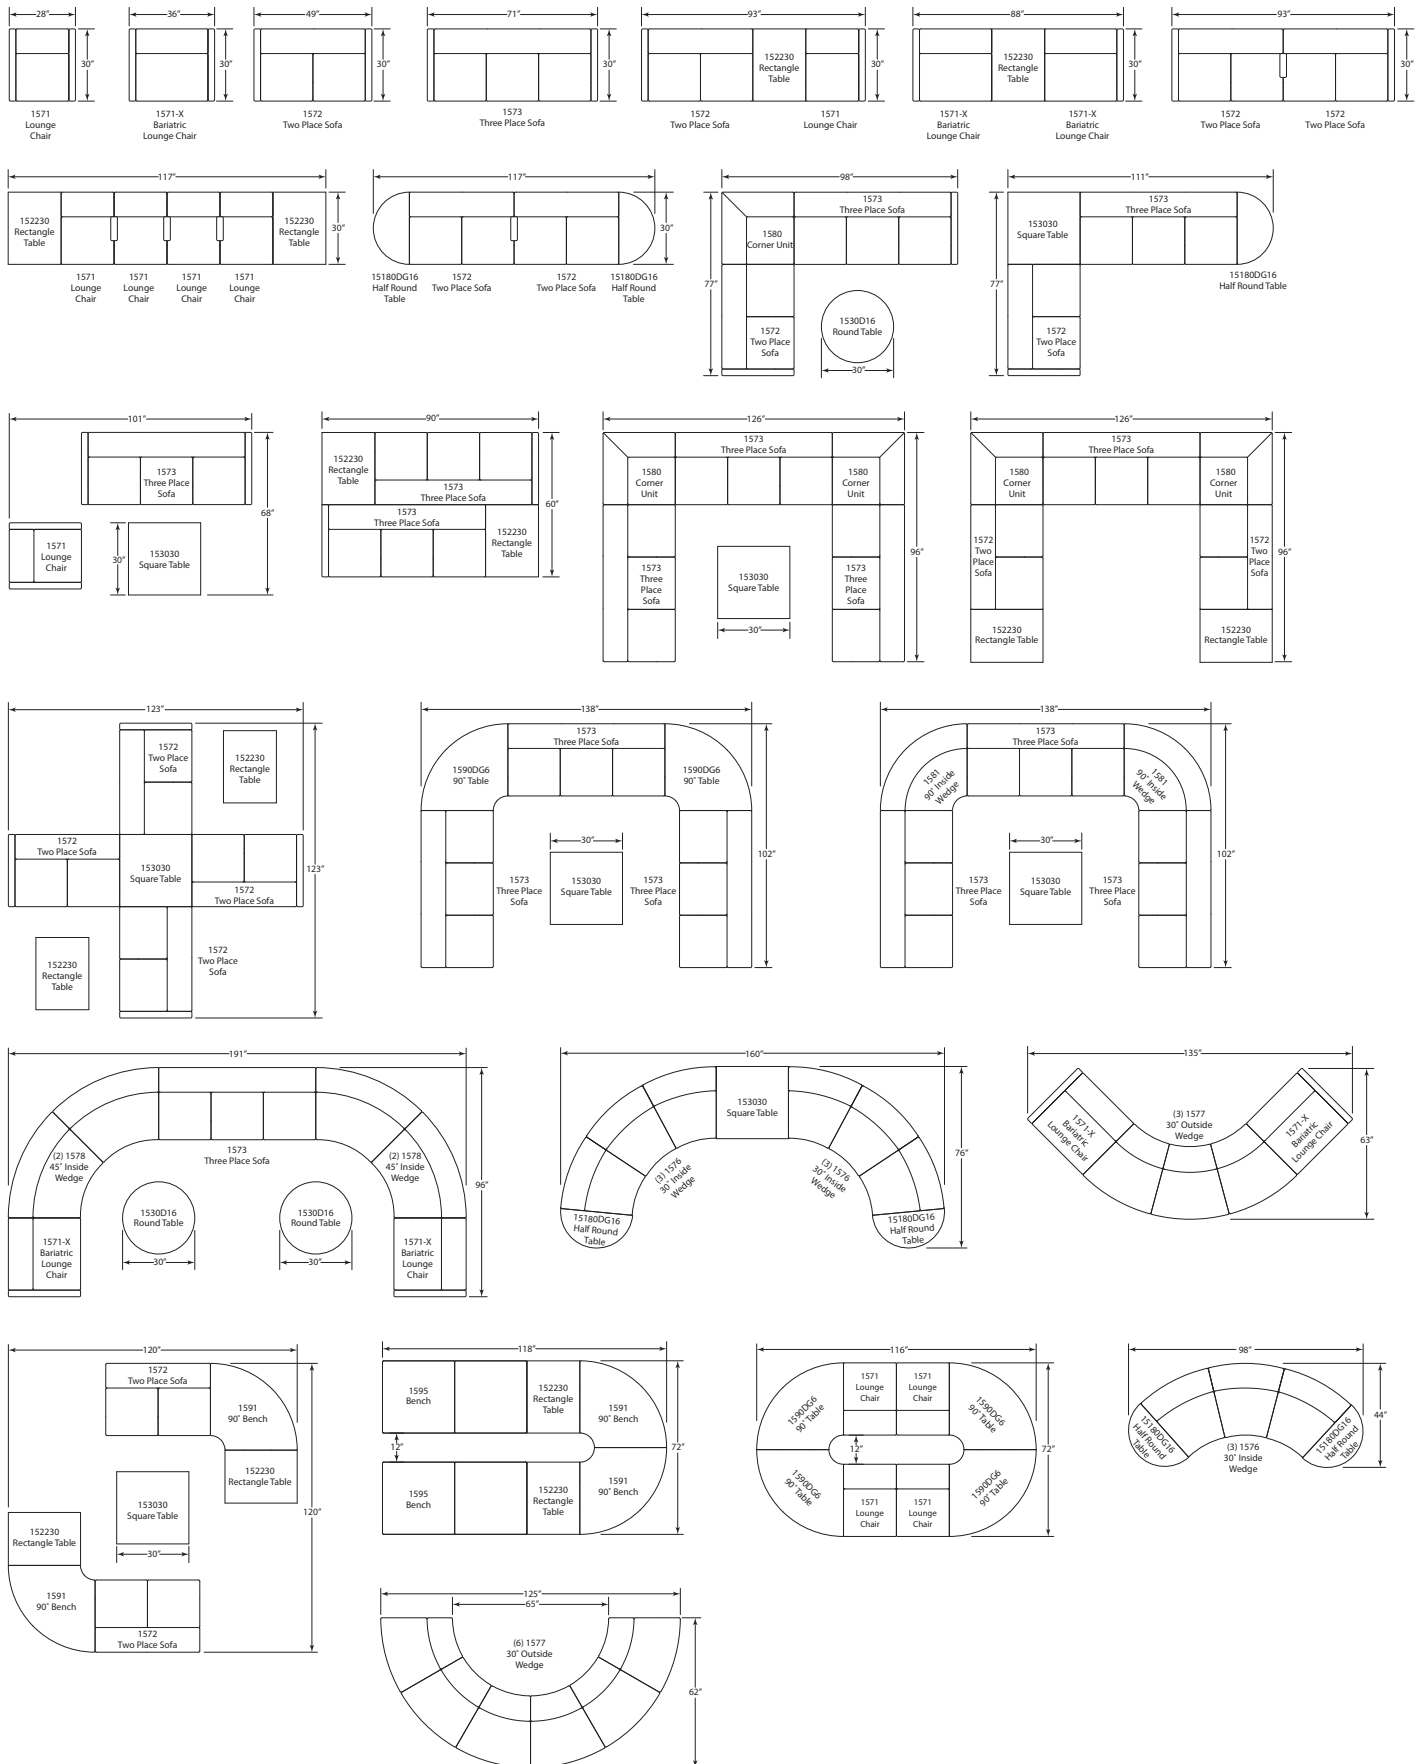 28"
30"
1571
Lounge
Chair
36"
30"
1571-X
Bariatric
Lounge Chair
49"
30"
1572
Two Place Sofa
71"
30"
1573
Three Place Sofa
93"
152230
Rectangle
Table
30"
1572
Two Place Sofa
1571
Lounge
Chair
88"
152230
Rectangle
Table
30"
1571-X
Bariatric
Lounge Chair
1571-X
Bariatric
Lounge Chair
93"
30"
1572
Two Place Sofa
1572
Two Place Sofa
117"
152230
Rectangle
Table
152230
Rectangle
Table
30"
1571
Lounge
Chair
1571
Lounge
Chair
1571
Lounge
Chair
1571
Lounge
Chair
117"
30"
15180DG16
Half Round
Table
1572
Two Place Sofa
1572
Two Place Sofa
15180DG16
Half Round
Table
98"
1573
Three Place Sofa
1580
Corner Unit
77"
1572
Two Place
Sofa
1530D16
Round Table
30"
111"
153030
Square Table
1573
Three Place Sofa
15180DG16
Half Round Table
77"
1572
Two Place
Sofa
101"
1573
Three Place
Sofa
68"
1571
Lounge
Chair
30"
153030
Square Table
90"
152230
Rectangle
Table
1573
Three Place Sofa
60"
1573
Three Place Sofa
152230
Rectangle
Table
126"
1573
Three Place Sofa
1580
Corner
Unit
1580
Corner
Unit
96"
1573
Three
Place
Sofa
153030
Square Table
30"
1573
Three
Place
Sofa
126"
1573
Three Place Sofa
1580
Corner
Unit
1580
Corner
Unit
1572
Two
Place
Sofa
1572
Two
Place
Sofa
96"
152230
Rectangle Table
152230
Rectangle Table
123"
1572
Two Place
Sofa
152230
Rectangle
Table
1572
Two Place Sofa
153030
Square Table
1572
Two Place Sofa
123"
152230
Rectangle
Table
1572
Two Place
Sofa
138"
1573
Three Place Sofa
1590DG6
90° Table
1590DG6
90° Table
30"
102"
1573
Three Place
Sofa
153030
Square Table
1573
Three Place
Sofa
138"
1573
Three Place Sofa
1581
90° Inside
Wedge
1581
90° Inside
Wedge
30"
102"
1573
Three Place
Sofa
153030
Square Table
1573
Three Place
Sofa
191"
1573
Three Place Sofa
(2) 1578
45° Inside
Wedge
(2) 1578
45° Inside
Wedge
96"
1530D16
Round Table
30"
1530D16
Round Table
30"
1571-X
Bariatric
Lounge
Chair
1571-X
Bariatric
Lounge
Chair
160"
153030
Square Table
(3) 1576
30° Inside
Wedge
(3) 1576
30° Inside
Wedge
76"
15180DG16
Half Round
Table
15180DG16
Half Round
Table
135"
1571-X
Bariatric
Lounge Chair
(3) 1577
30° Outside
Wedge
1571-X
Bariatric
Lounge Chair
63"
120"
1572
Two Place Sofa
1591
90° Bench
152230
Rectangle Table
153030
Square Table
30"
120"
152230
Rectangle Table
1591
90° Bench
1572
Two Place Sofa
118"
1595
Bench
152230
Rectangle
Table
1591
90° Bench
12"
72"
1595
Bench
152230
Rectangle
Table
1591
90° Bench
116"
1590DG6
90° Table
1571
Lounge
Chair
1571
Lounge
Chair
1590DG6
90° Table
12"
72"
1590DG6
90° Table
1571
Lounge
Chair
1571
Lounge
Chair
1590DG6
90° Table
98"
15180DG16
Half Round
Table
(3) 1576
30° Inside
Wedge
15180DG16
Half Round
Table
44"
125"
65"
(6) 1577
30° Outside
Wedge
62"